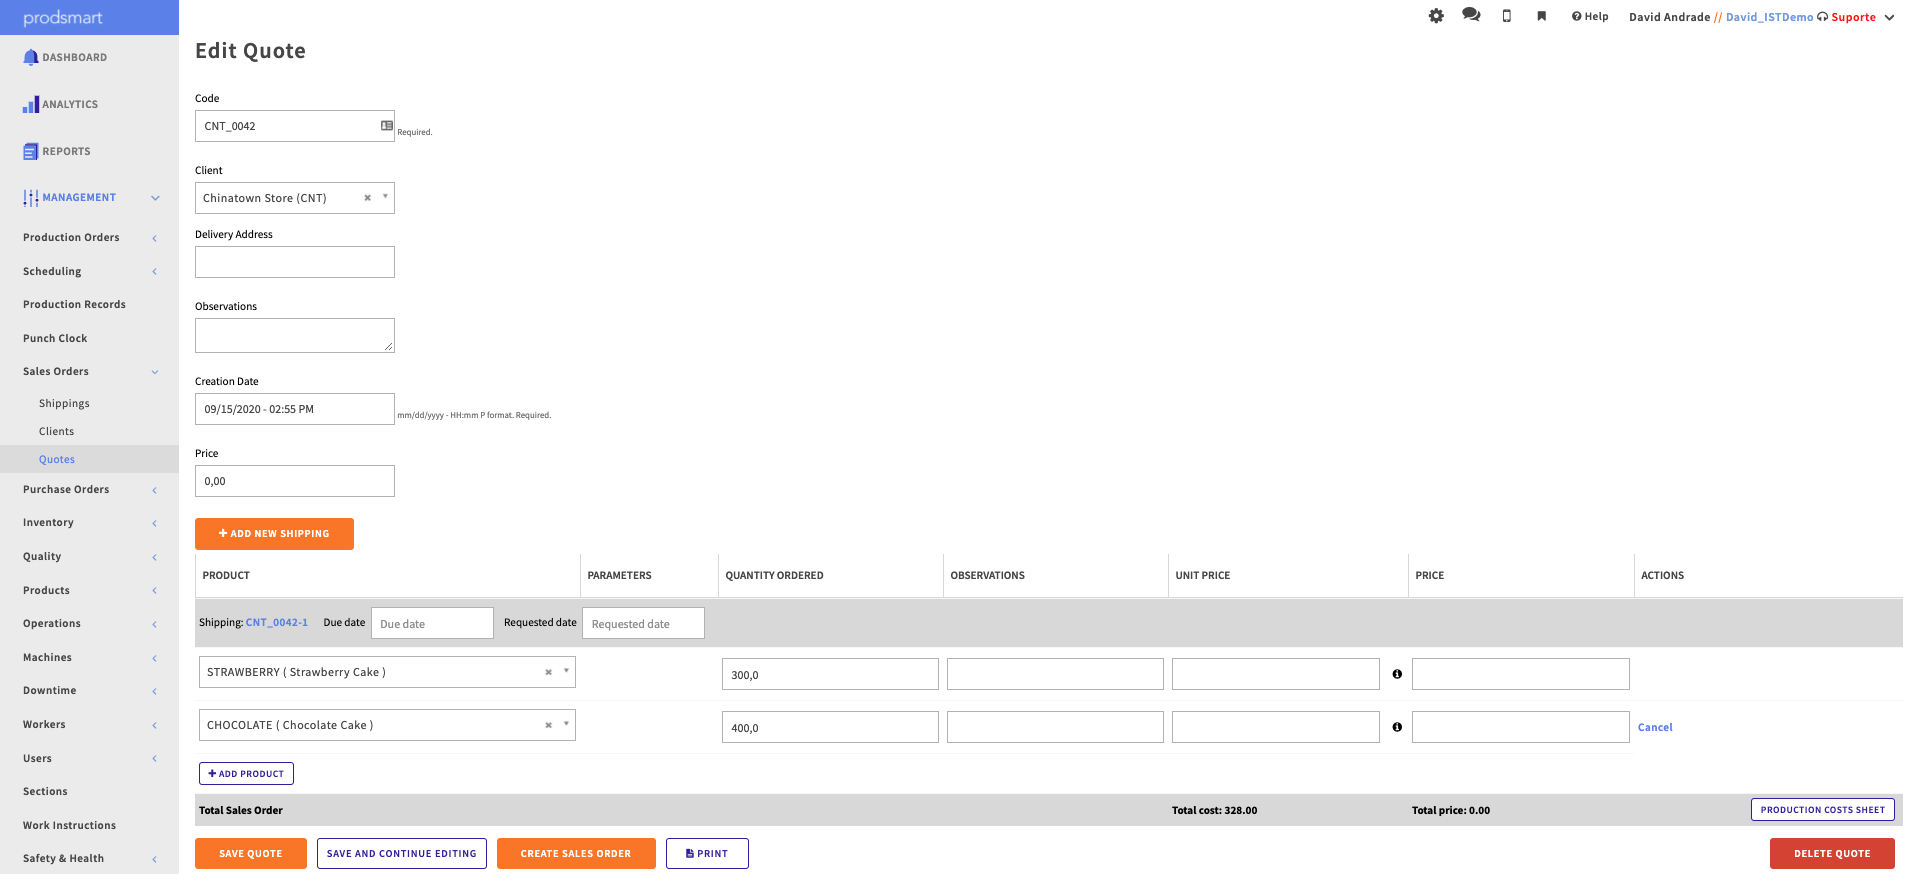 prodsmart
Help
David Andrade // David_ISTDemo Suporte
DASHBOARD
ANALYTICS
REPORTS
MANAGEMENT
Production Orders
Scheduling
Production Records
Punch Clock
Sales Orders
Shippings
Clients
Quotes
Purchase Orders
Inventory
Quality
Products
Operations
Machines
Downtime
Workers
Users
Sections
Work Instructions
Safety & Health
Edit Quote
Code
CNT_0042
Required.
Client
Chinatown Store (CNT)
Delivery Address
Observations
Creation Date
09/15/2020 - 02:55 PM
mm/dd/yyyy - HH:mm P format. Required.
Price
0,00
+ ADD NEW SHIPPING
PRODUCT PARAMETERS QUANTITY ORDERED OBSERVATIONS UNIT PRICE PRICE ACTIONS
Shipping: CNT_0042-1 Due date Due date Requested date Requested date
STRAWBERRY ( Strawberry Cake ) 300,0
CHOCOLATE ( Chocolate Cake ) 400,0 Cancel
+ ADD PRODUCT
Total Sales Order Total cost: 328.00 Total price: 0.00 PRODUCTION COSTS SHEET
SAVE QUOTE SAVE AND CONTINUE EDITING CREATE SALES ORDER PRINT DELETE QUOTE